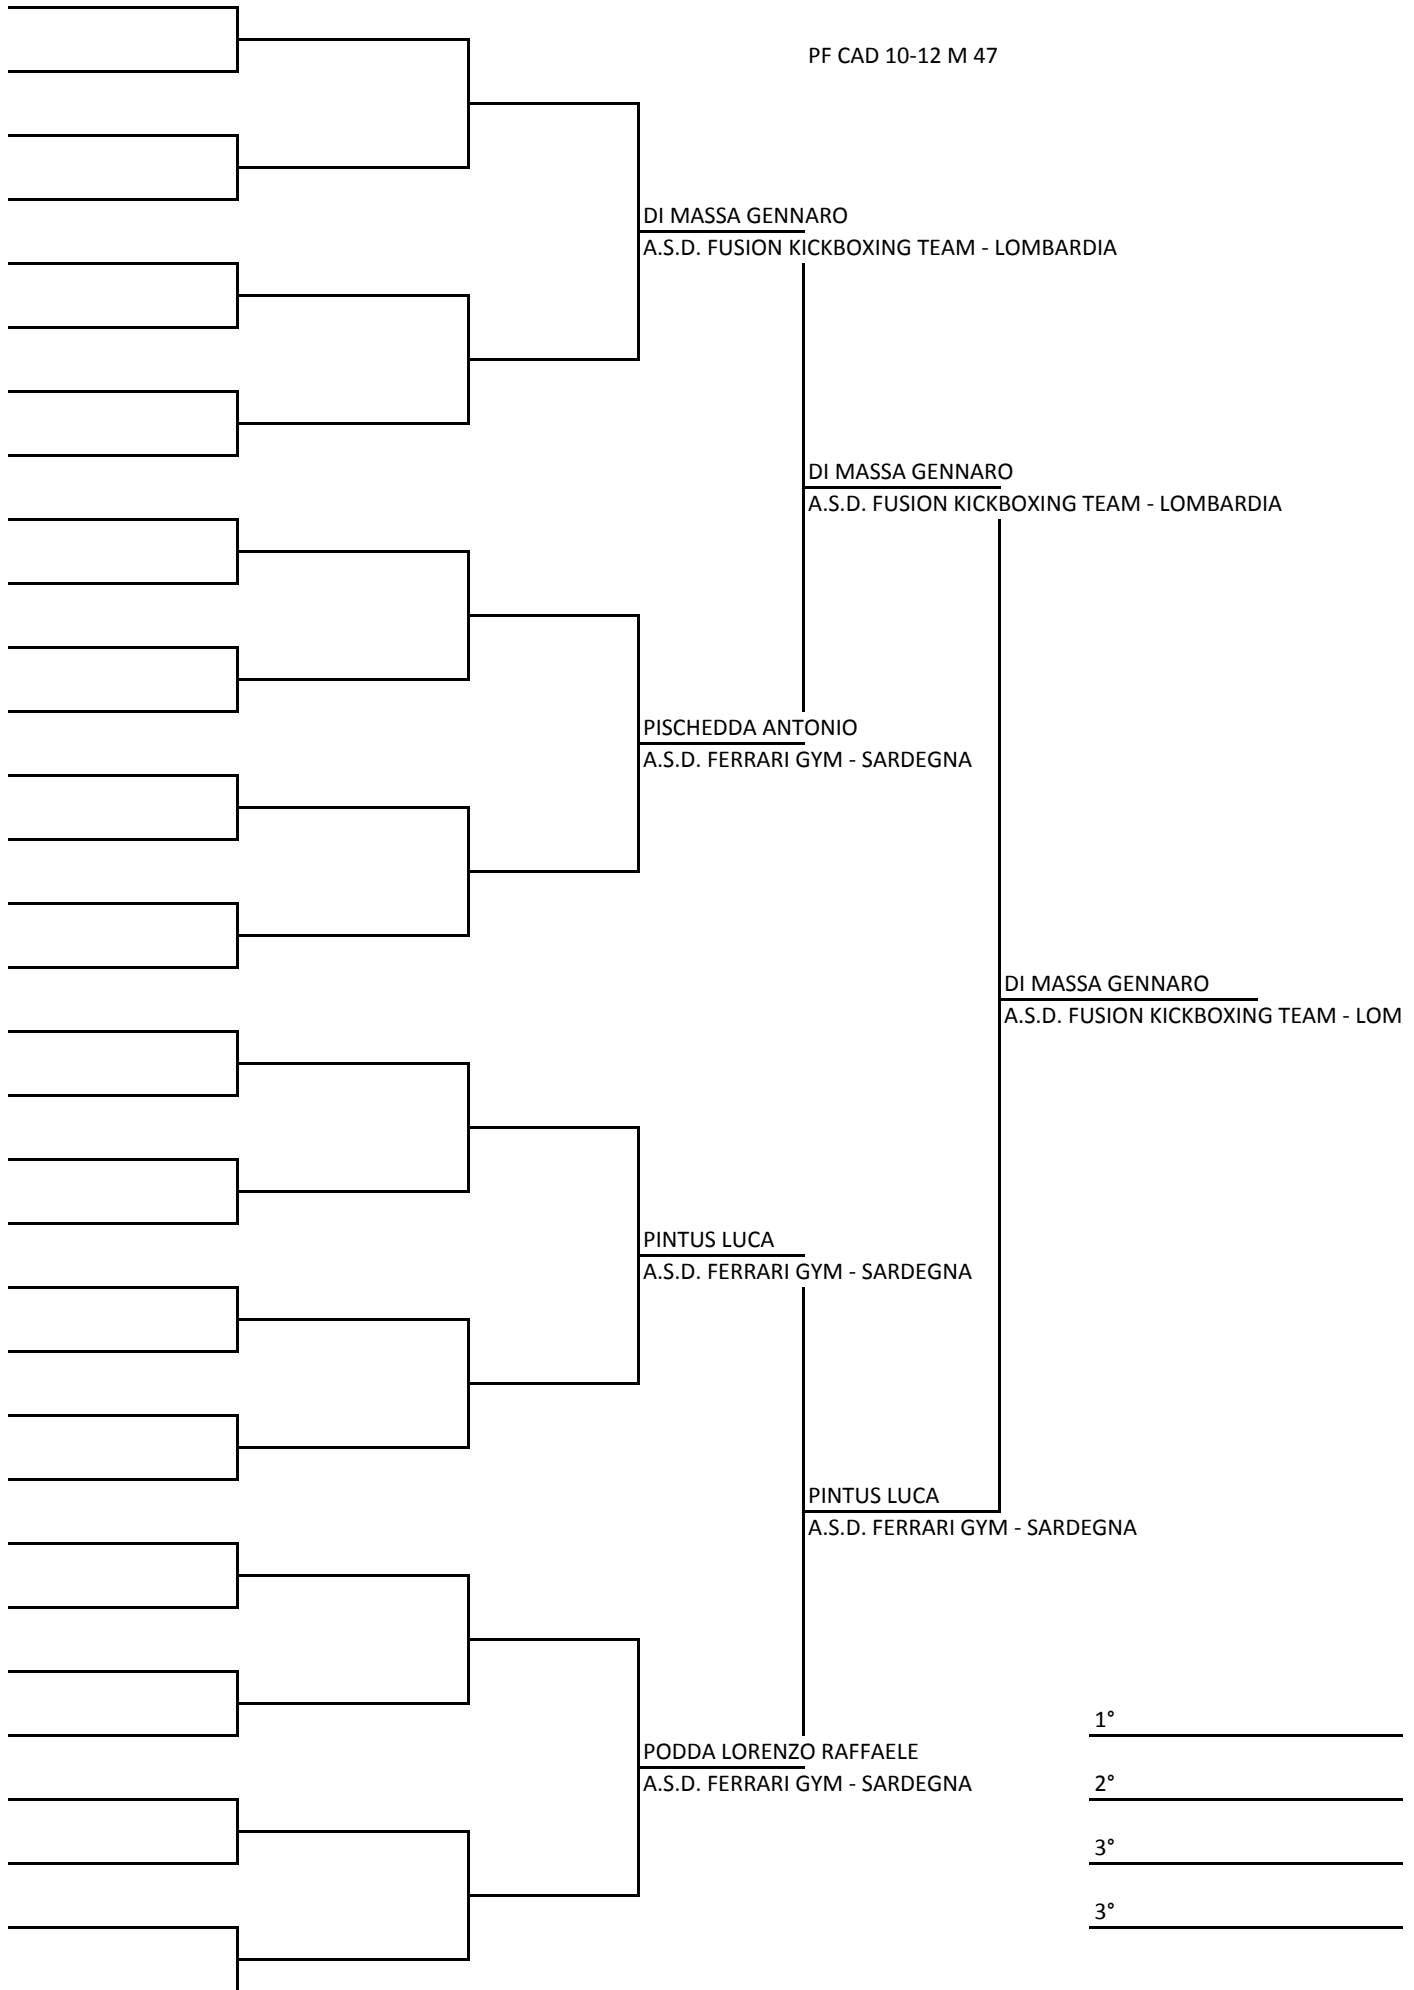 PF CAD 10-12 M 47
DI MASSA GENNARO
A.S.D. FUSION KICKBOXING TEAM - LOMBARDIA
DI MASSA GENNARO
A.S.D. FUSION KICKBOXING TEAM - LOMBARDIA
PISCHEDDA ANTONIO
A.S.D. FERRARI GYM - SARDEGNA
DI MASSA GENNARO
A.S.D. FUSION KICKBOXING TEAM - LOM
PINTUS LUCA
A.S.D. FERRARI GYM - SARDEGNA
PINTUS LUCA
A.S.D. FERRARI GYM - SARDEGNA
1°
PODDA LORENZO RAFFAELE
A.S.D. FERRARI GYM - SARDEGNA
2°
3°
3°